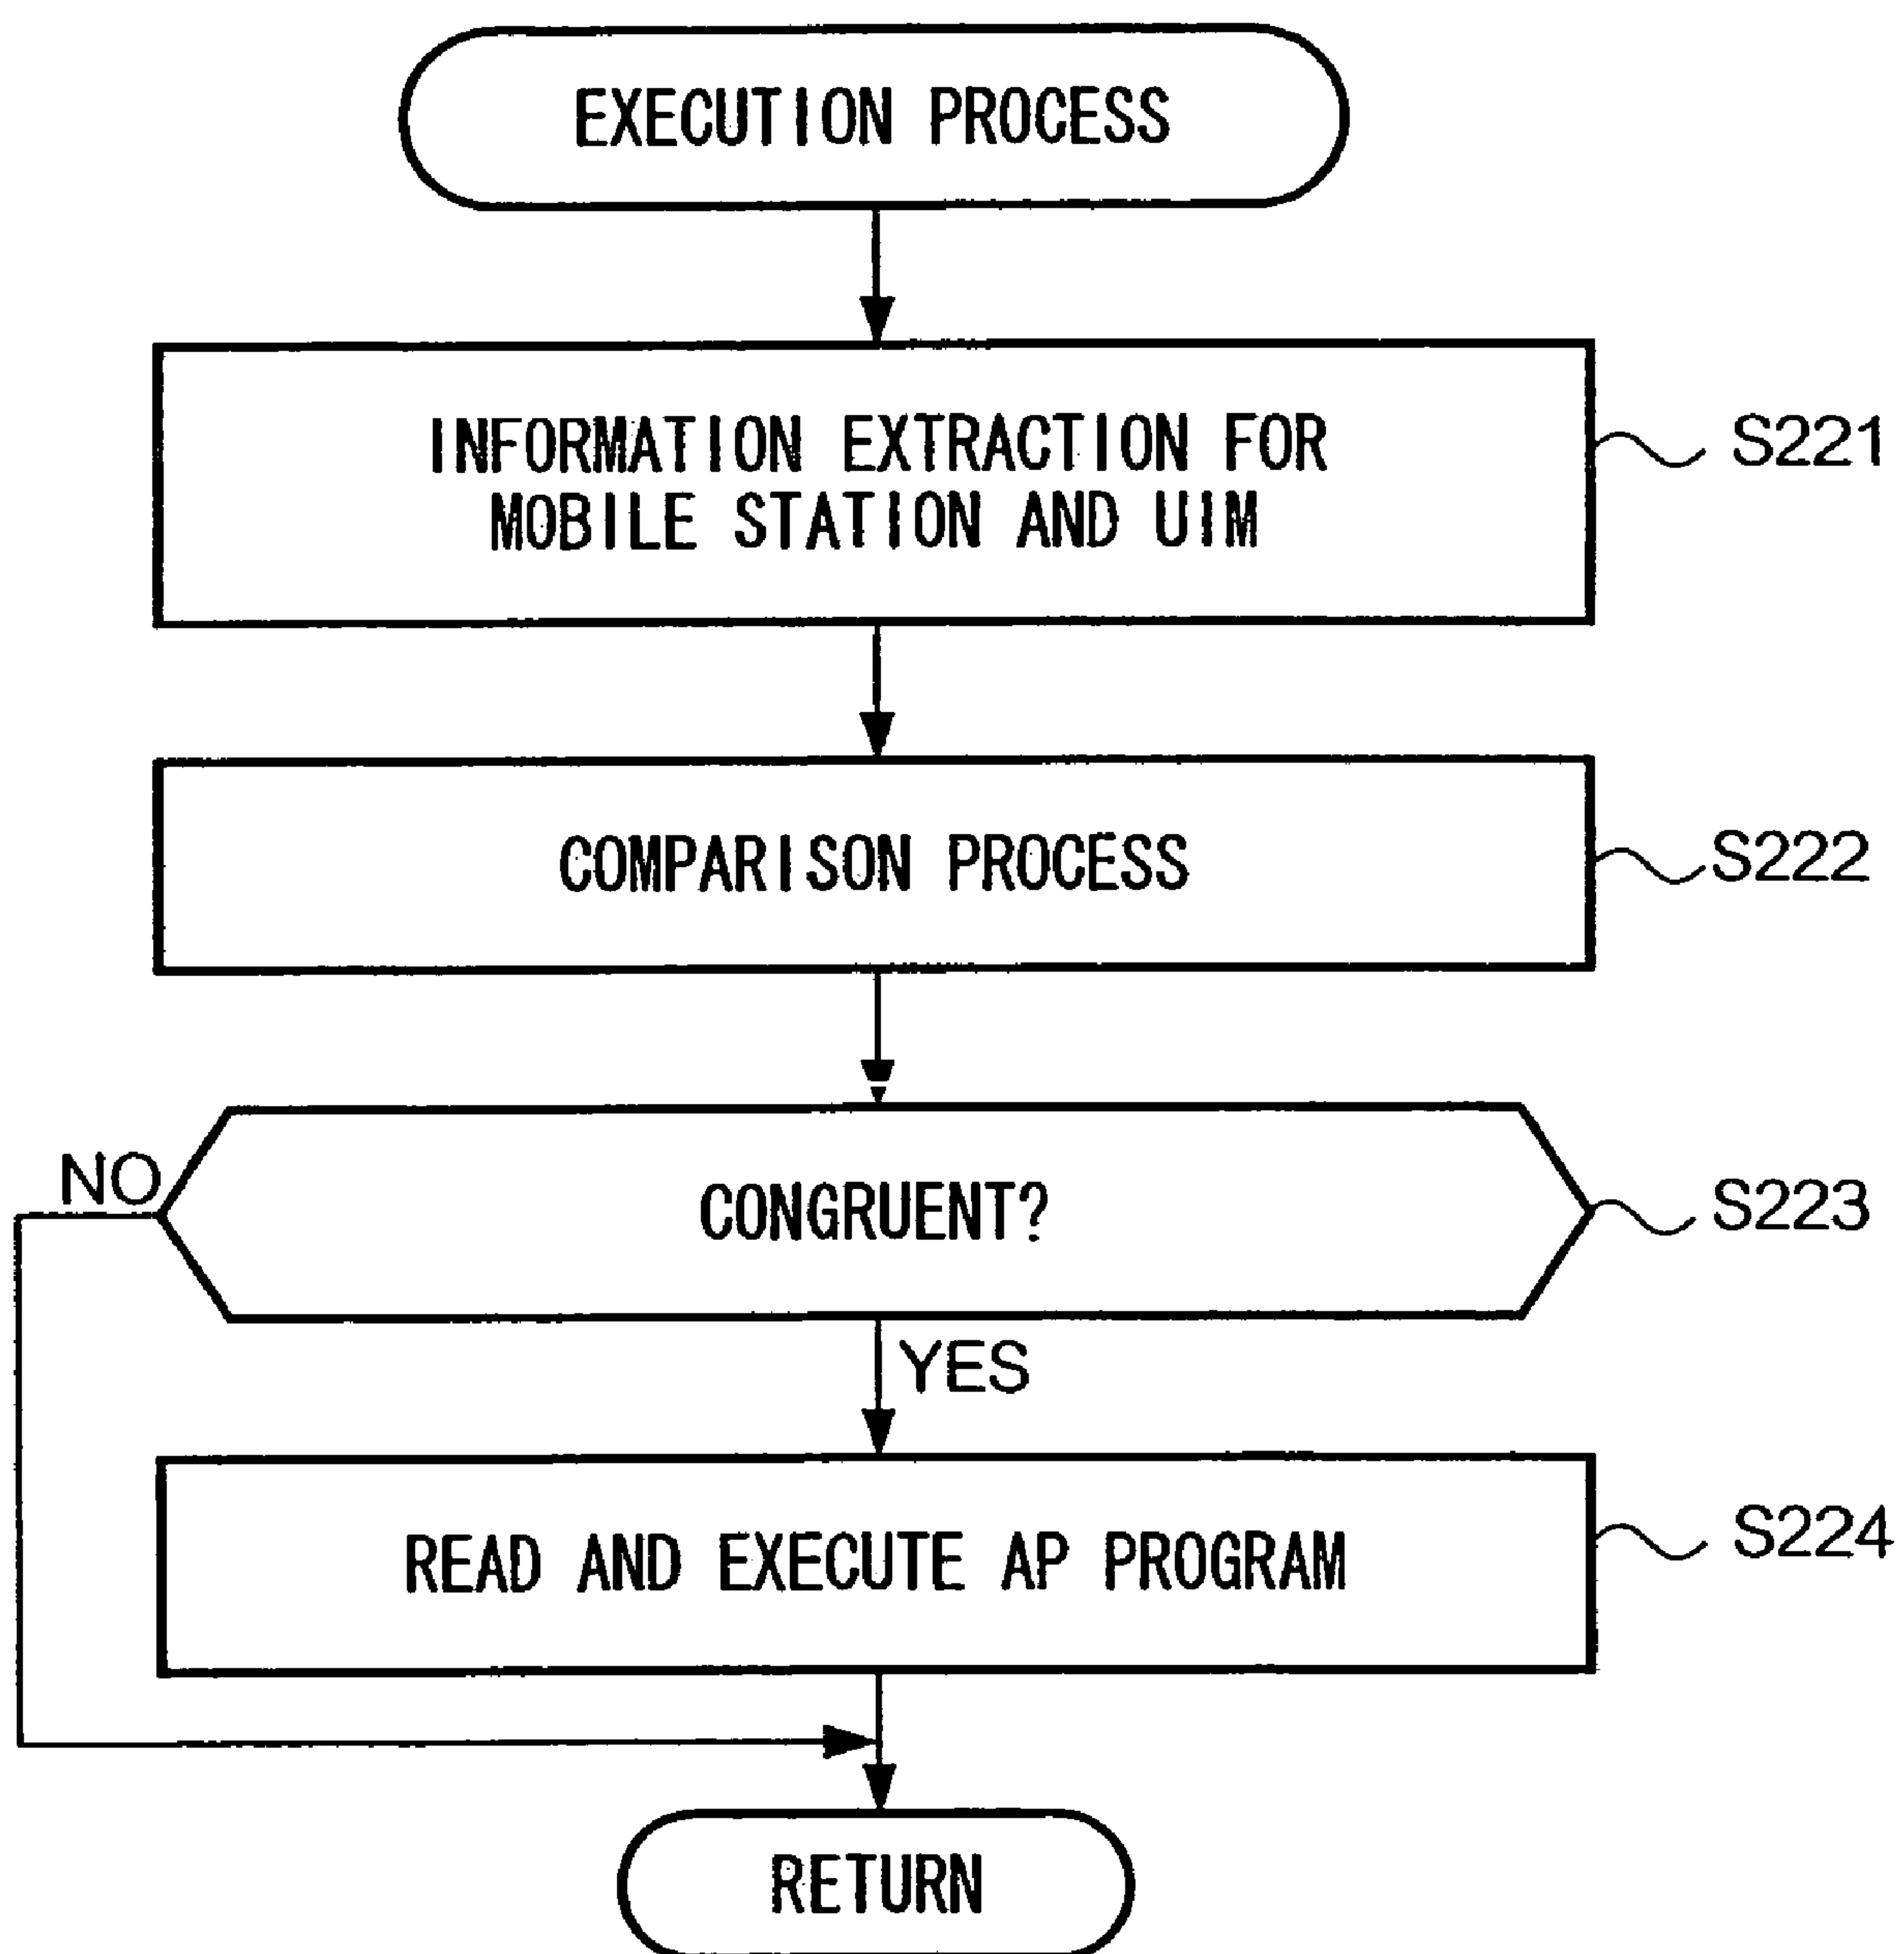 EXECUTION PROCESS
INFORMATION EXTRACTION FOR
MOBILE STATION AND UIM
S221
COMPARISON PROCESS
S222
NO
CONGRUENT?
S223
YES
READ AND EXECUTE AP PROGRAM
S224
RETURN